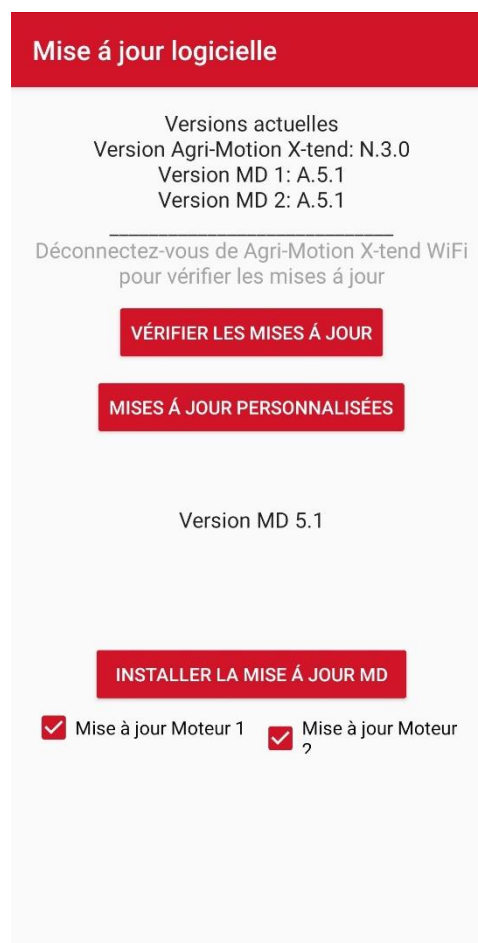 Mise á jour logicielle
Versions actuelles
Version Agri-Motion X-tend: N.3.0
Version MD 1: A.5.1
Version MD 2: A.5.1
____________________________
Déconnectez-vous de Agri-Motion X-tend WiFi
pour vérifier les mises á jour
VÉRIFIER LES MISES Á JOUR
MISES Á JOUR PERSONNALISÉES
Version MD 5.1
INSTALLER LA MISE Á JOUR MD
Mise à jour Moteur 1
Mise à jour Moteur
2